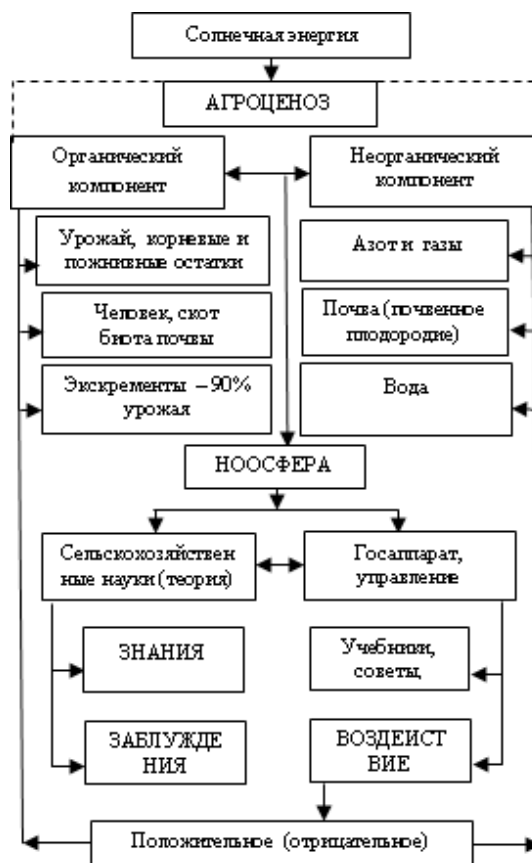 Солнечная энергия
АГРОЦЕНОЗ
Органический
компонент
Неорганический
компонент
Урожай, корневые и
пожнивные остатки
Азот и газы
Человек, скот
биота почвы
Почва (почвенное
плодородие)
Экскременты – 90%
урожая
Вода
НООСФЕРА
Сельскохозяйствен
ные науки (теория)
Госаппарат,
управление
ЗНАНИЯ
Учебники,
советы,
ЗАБЛУЖДЕ
НИЯ
ВОЗДЕИСТ
ВИЕ
Положительное (отрицательное)